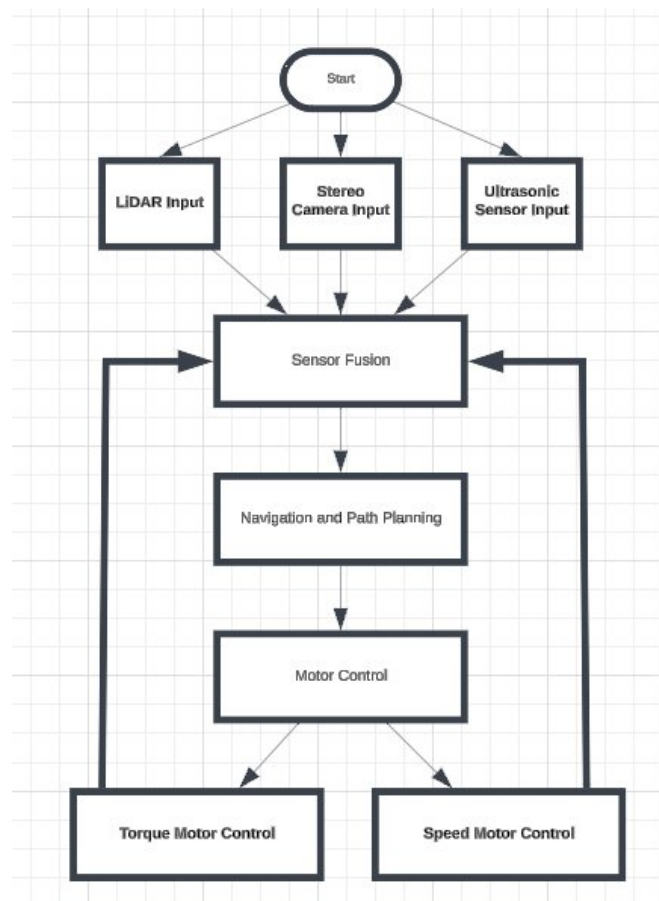 Start
LiDAR Input
Stereo
Camera Input
Ultrasonic
Sensor Input
Sensor Fusion
Navigation and Path Planning
Motor Control
Torque Motor Control
Speed Motor Control